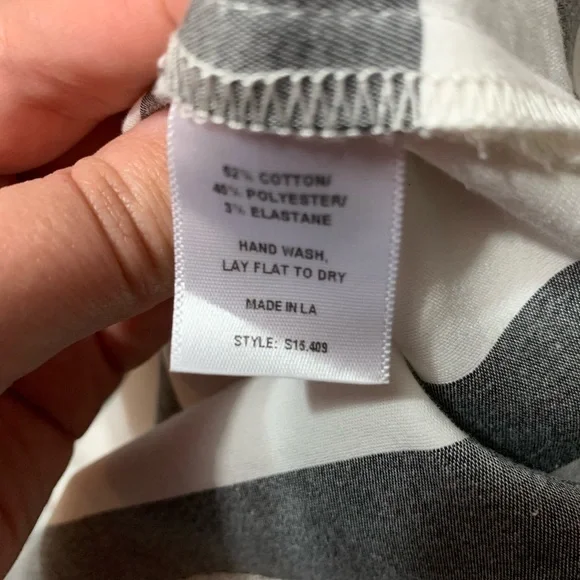 52% COTTON/
45% POLYESTER/
3% ELASTANE
HAND WASH,
LAY FLAT TO DRY
MADE IN LA
STYLE: S15.409